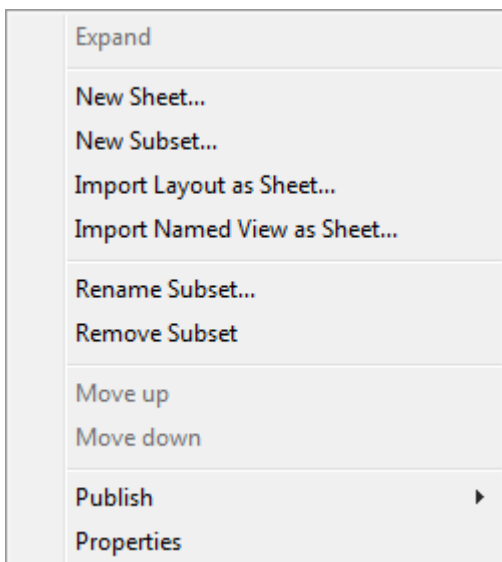 Expand
New Sheet...
New Subset...
Import Layout as Sheet...
Import Named View as Sheet...
Rename Subset...
Remove Subset
Move up
Move down
Publish
Properties